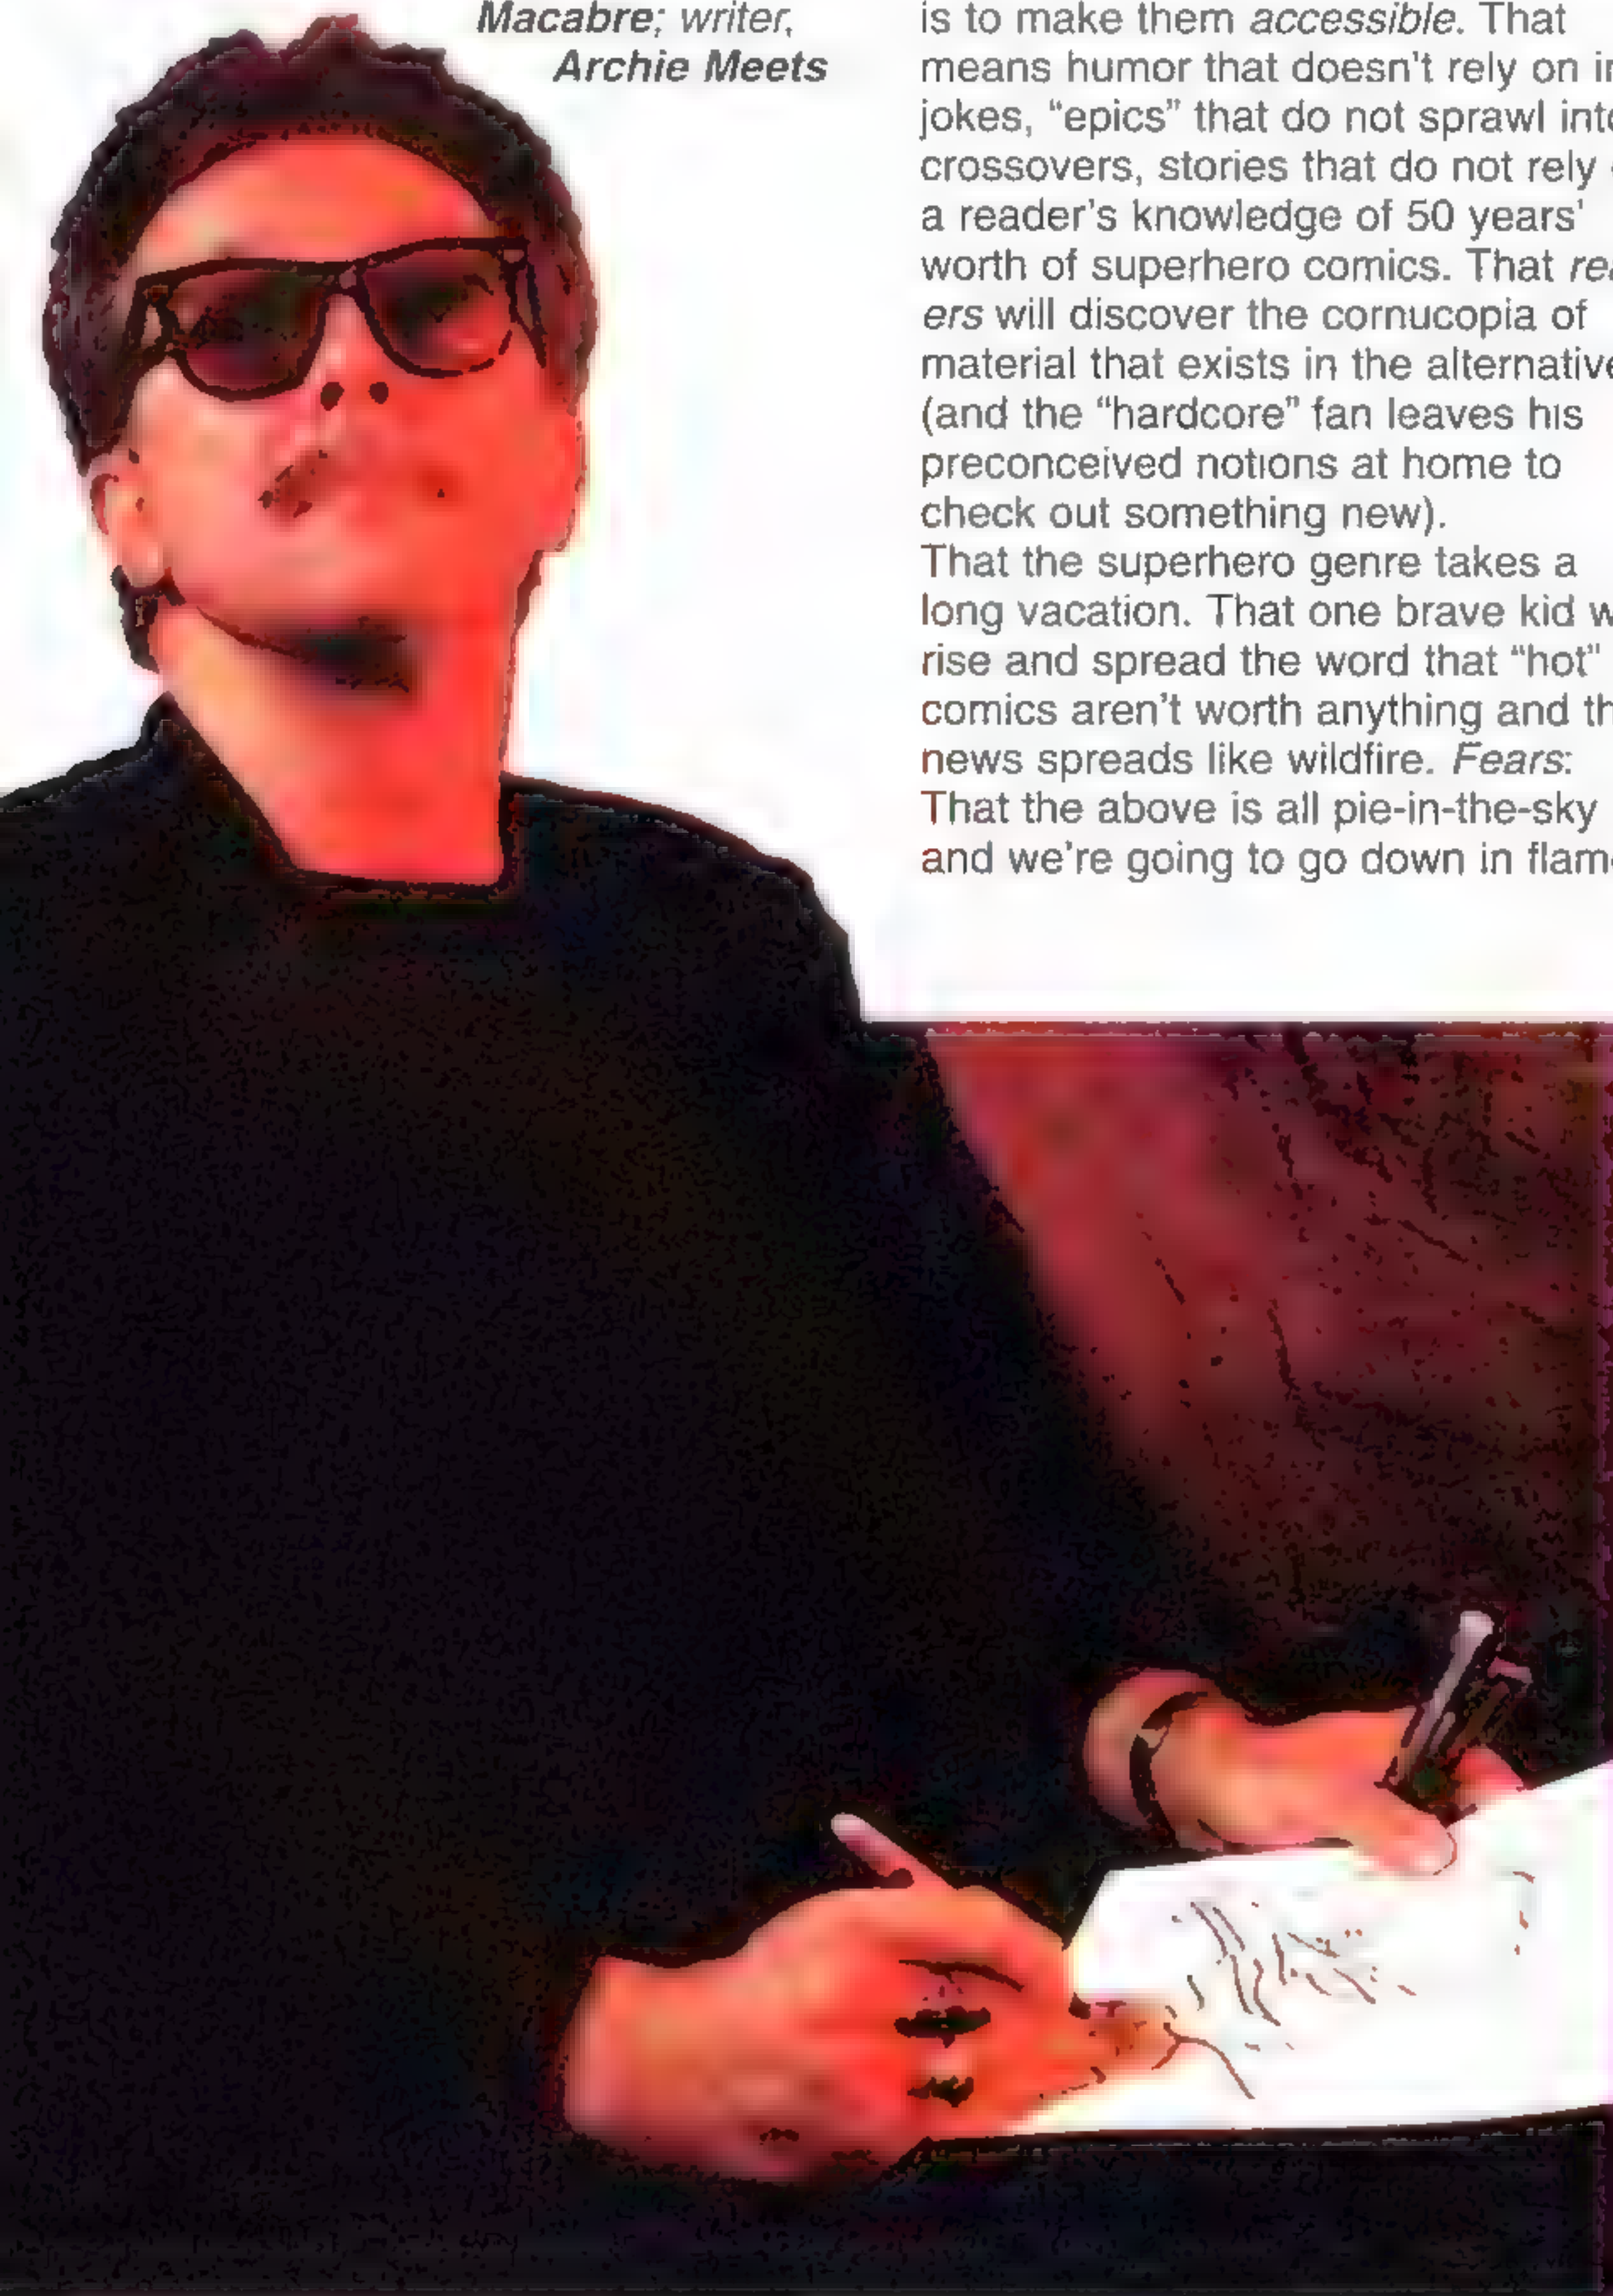 Macabre; writer,
Archie Meets
is to make them accessible. That
means humor that doesn't rely on
jokes, “epics” that do not sprawl into
crossovers, stories that do not rely
a reader's knowledge of 50 years'
worth of superhero comics. That
ers will discover the cornucopia of
material that exists in the alternative
(and the “hardcore” fan leaves his
preconceived notions at home to
check out something new).
That the superhero genre takes a
long vacation. That one brave kid
rise and spread the word that “hot”
comics aren't worth anything and
news spreads like wildfire. Fears:
That the above is all pie-in-the-sky
and we're going to go down in